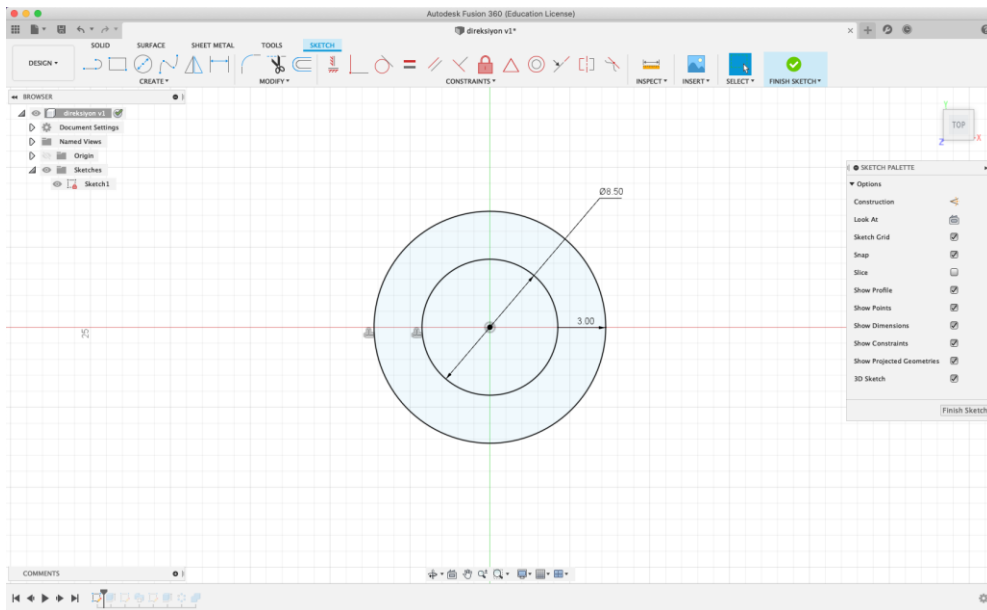 Autodesk Fusion 360 (Education License)
direksiyon v1*
SOLID SURFACE SHEET METAL TOOLS SKETCH
DESIGN
CREATE MODIFY CONSTRAINTS INSPECT INSERT SELECT FINISH SKETCH
BROWSER
direksiyon v1
Document Settings
Named Views
Origin
Sketches
Sketch1
Y
TOP
Z X
SKETCH PALETTE
Options
Construction
Look At
Sketch Grid
Snap
Slice
Show Profile
Show Points
Show Dimensions
Show Constraints
Show Projected Geometries
3D Sketch
Finish Sketch
Ø8.50
3.00
25
COMMENTS